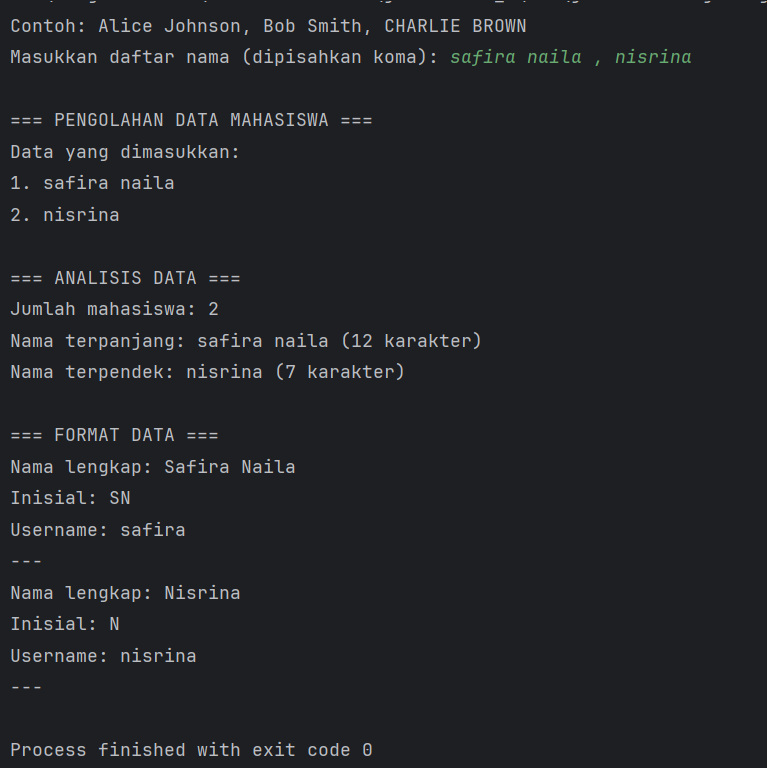 Contoh: Alice Johnson, Bob Smith, CHARLIE BROWN
Masukkan daftar nama (dipisahkan koma): safira naila , nisrina
=== PENGOLAHAN DATA MAHASISWA ===
Data yang dimasukkan:
1. safira naila
2. nisrina
=== ANALISIS DATA ===
Jumlah mahasiswa: 2
Nama terpanjang: safira naila (12 karakter)
Nama terpendek: nisrina (7 karakter)
=== FORMAT DATA ===
Nama lengkap: Safira Naila
Inisial: SN
Username: safira
---
Nama lengkap: Nisrina
Inisial: N
Username: nisrina
---
Process finished with exit code 0